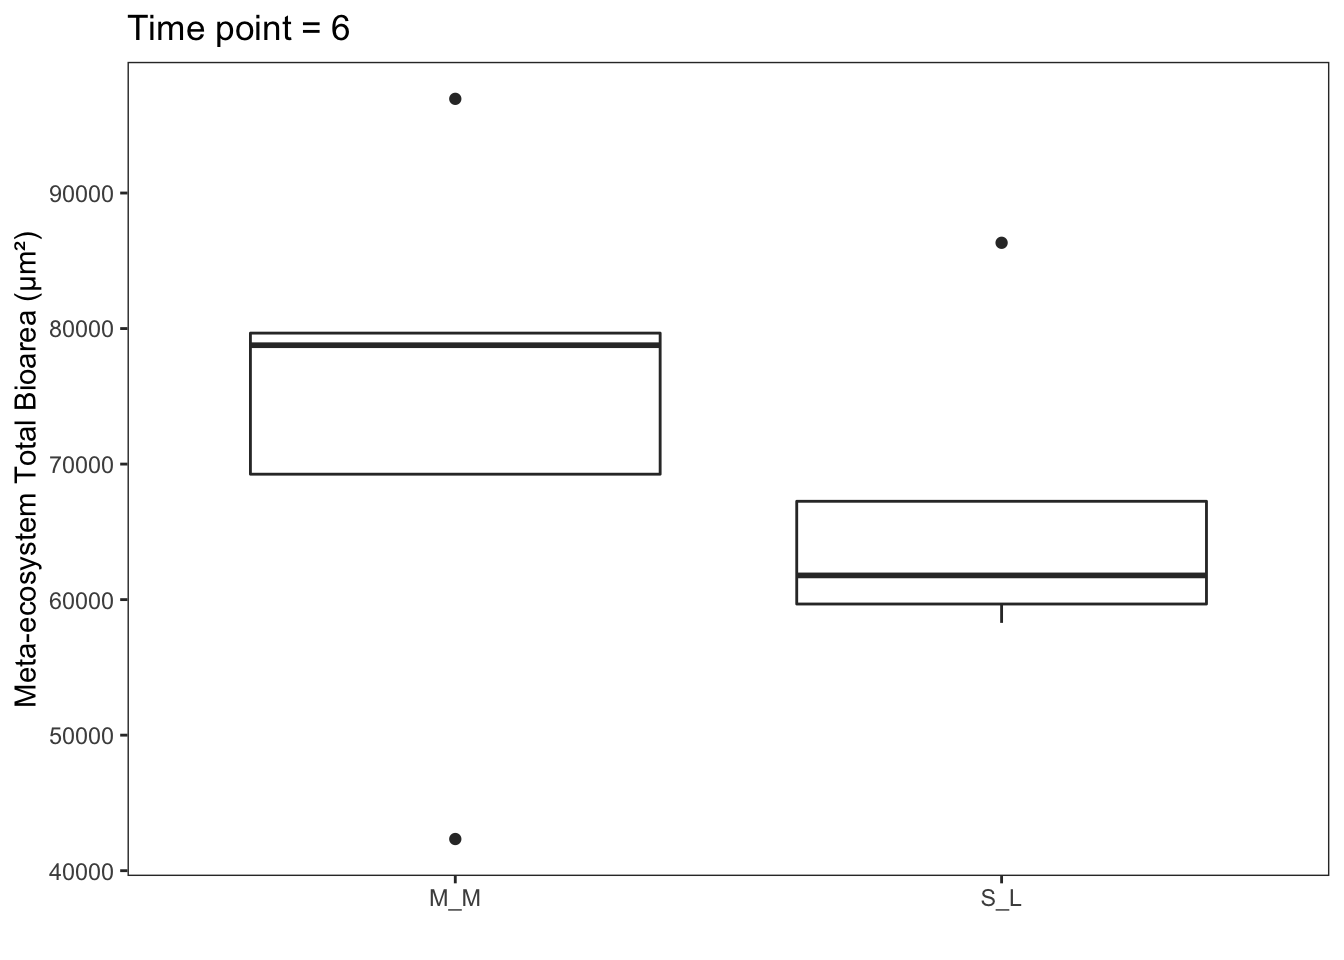 Time point = 6
Meta-ecosystem Total Bioarea (µm²)
90000
80000
70000
60000
50000
40000
M_M
S_L